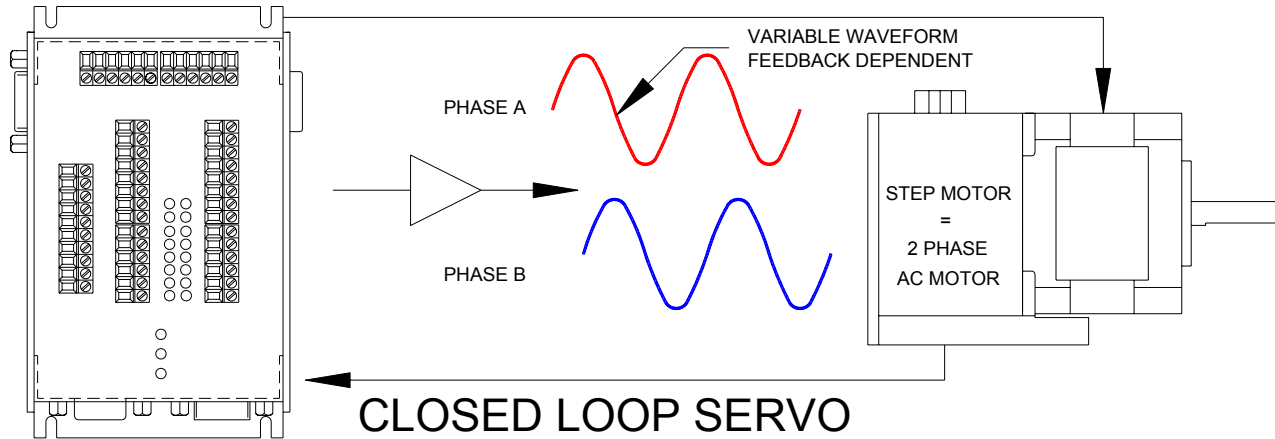 VARIABLE WAVEFORM
FEEDBACK DEPENDENT
PHASE A
STEP MOTOR
=
2 PHASE
AC MOTOR
PHASE B
CLOSED LOOP SERVO